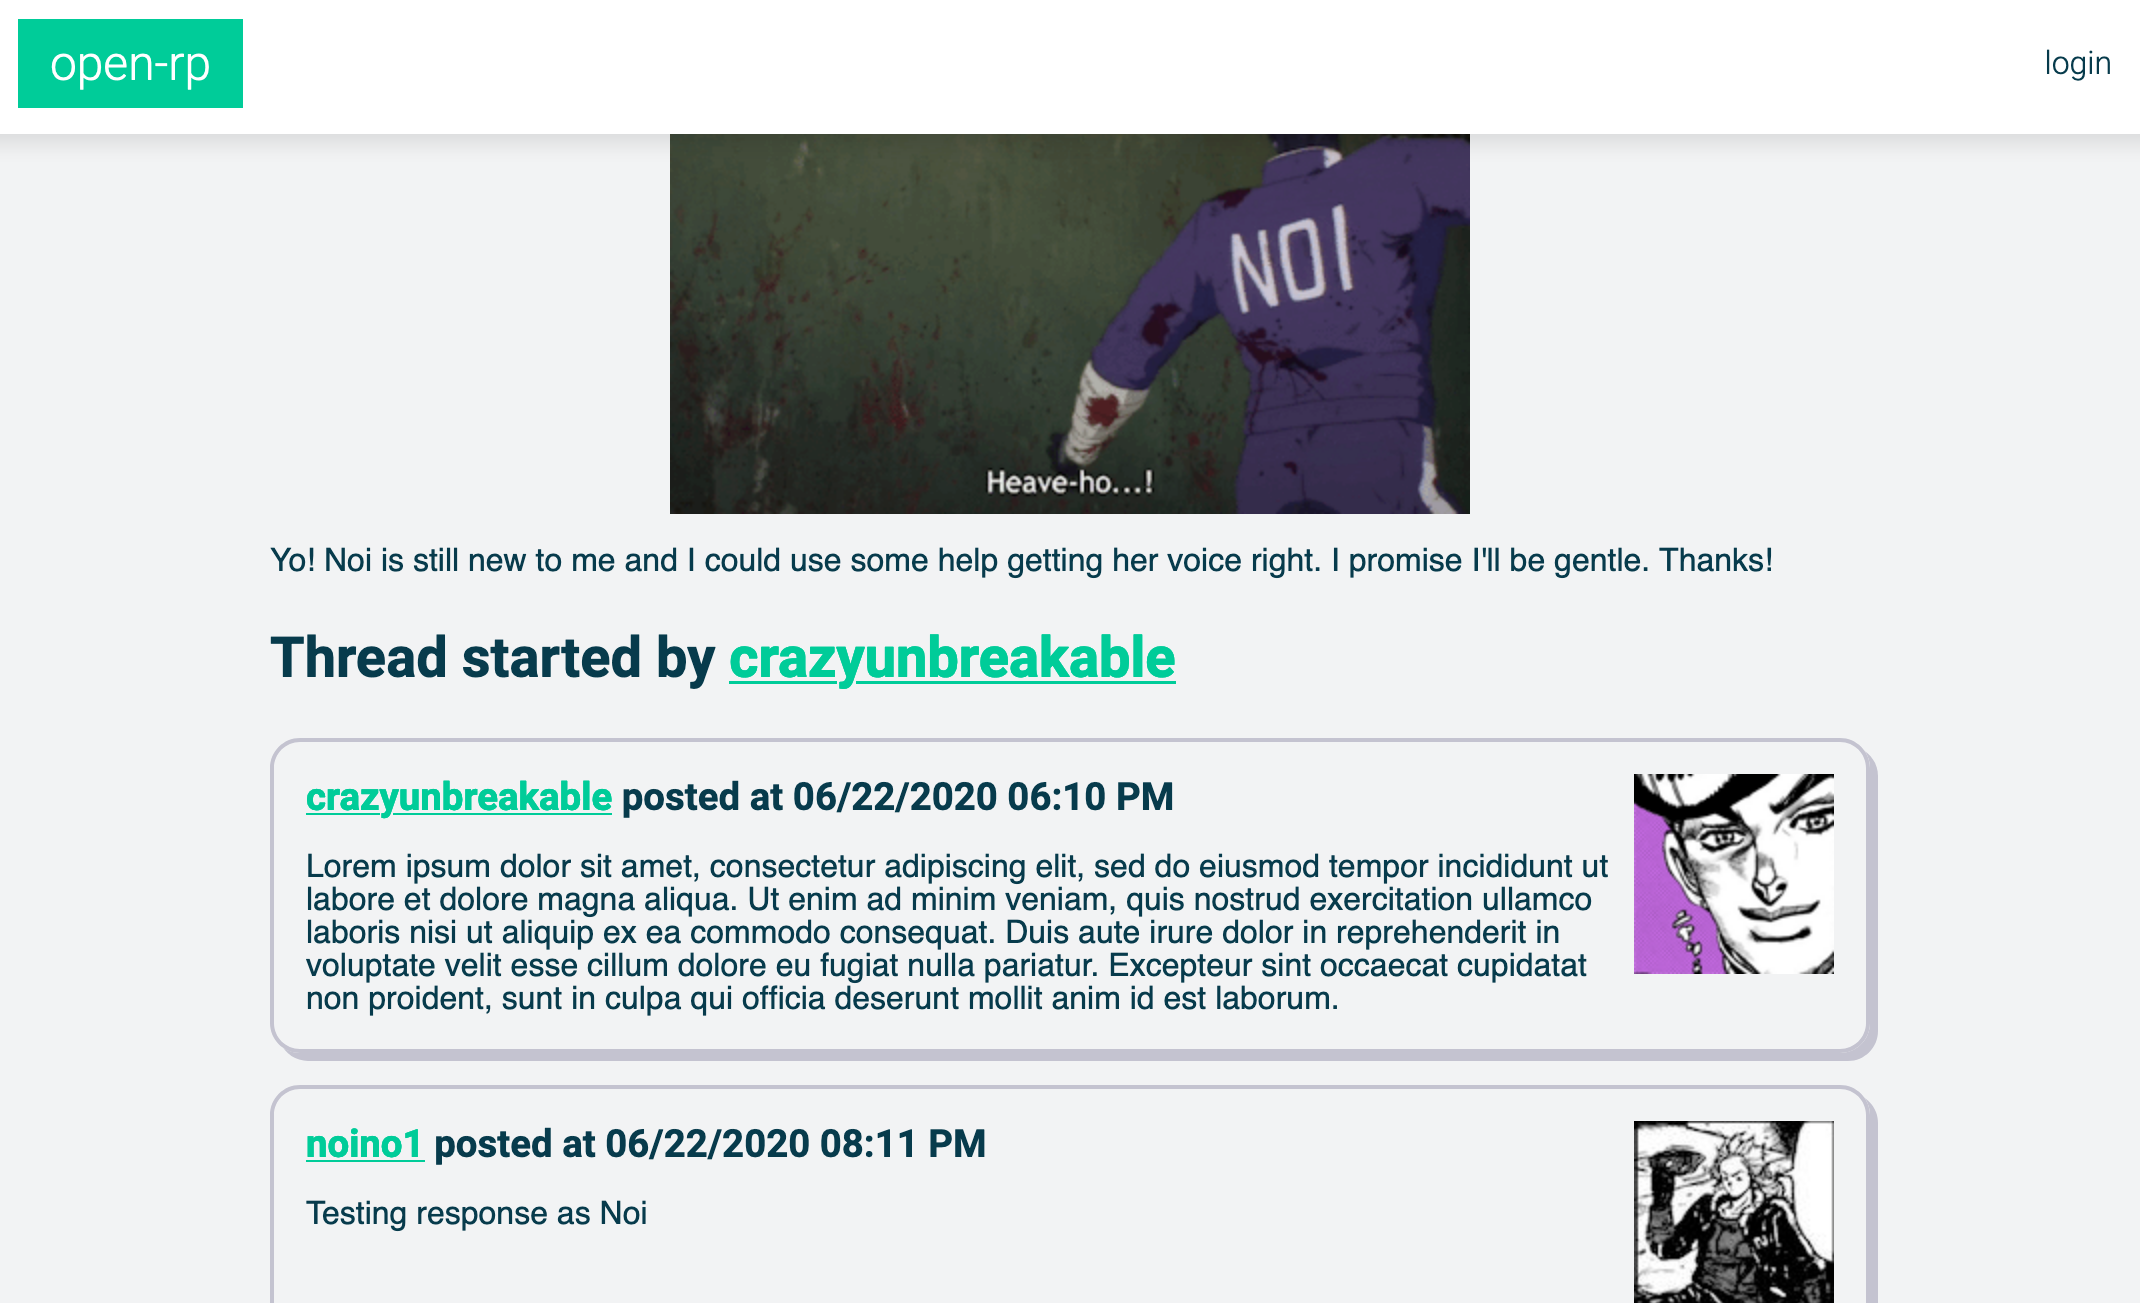 open-rp
login
NOI
Heave-ho...!
Yo! Noi is still new to me and I could use some help getting her voice right. I promise I'll be gentle. Thanks!
Thread started by crazyunbreakable
crazyunbreakable posted at 06/22/2020 06:10 PM
Lorem ipsum dolor sit amet, consectetur adipiscing elit, sed do eiusmod tempor incididunt ut
labore et dolore magna aliqua. Ut enim ad minim veniam, quis nostrud exercitation ullamco
laboris nisi ut aliquip ex ea commodo consequat. Duis aute irure dolor in reprehenderit in
voluptate velit esse cillum dolore eu fugiat nulla pariatur. Excepteur sint occaecat cupidatat
non proident, sunt in culpa qui officia deserunt mollit anim id est laborum.
noino1 posted at 06/22/2020 08:11 PM
Testing response as Noi